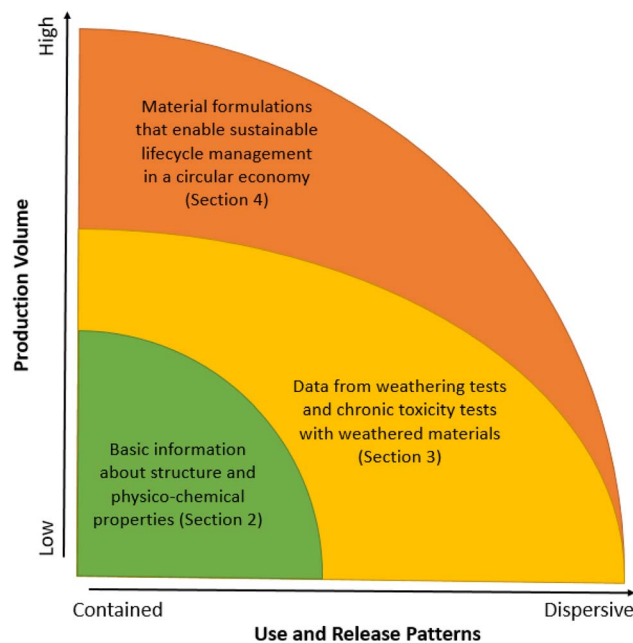 High
Material formulations
that enable sustainable
lifecycle management
in a circular economy
(Section 4)
Production Volume
Data from weathering tests
and chronic toxicity tests
with weathered materials
(Section 3)
Basic information
about structure and
physico-chemical
properties (Section 2)
Low
Contained
Dispersive
Use and Release Patterns